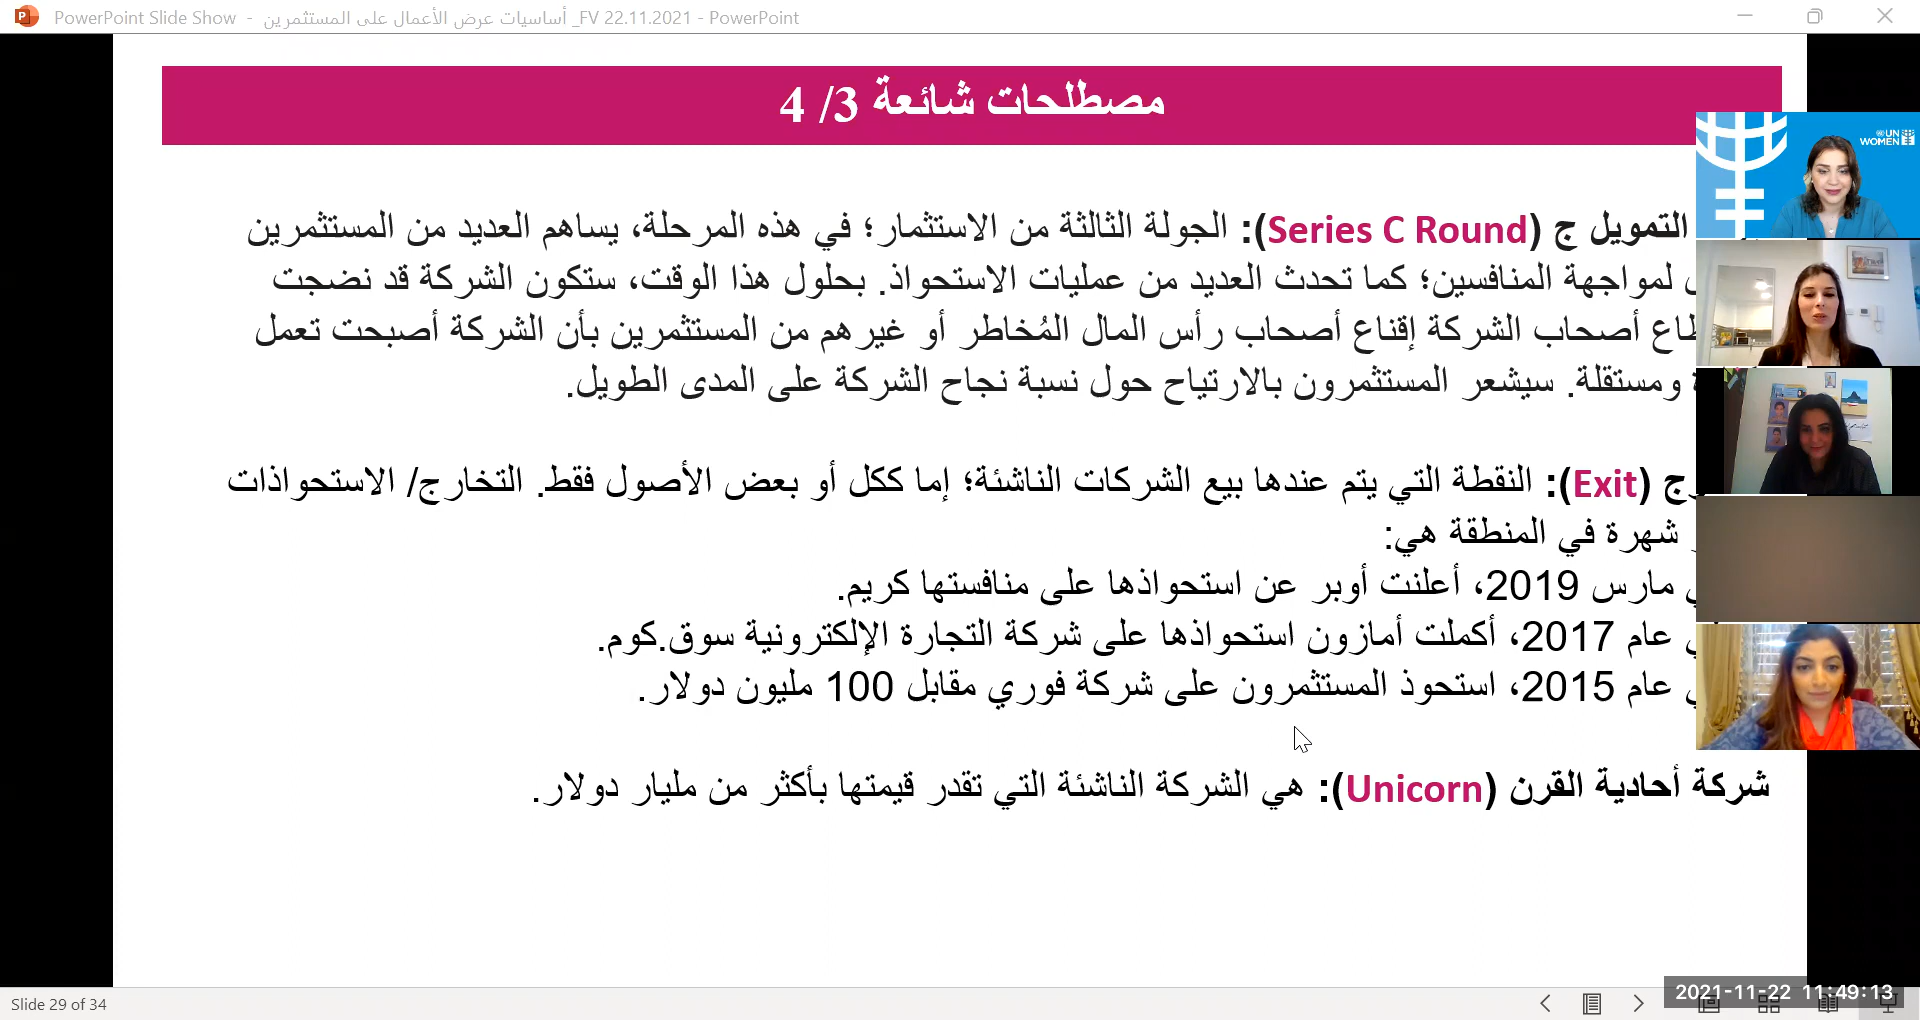 PowerPoint Slide Show - أساسيات عرض الأعمال على المستثمرين _FV 22.11.2021 - PowerPoint
مصطلحات شائعة 3/ 4
UN WOMEN
التمويل ج (Series C Round): الجولة الثالثة من الاستثمار؛ في هذه المرحلة، يساهم العديد من المستثمرين
لمواجهة المنافسين؛ كما تحدث العديد من عمليات الاستحواذ. بحلول هذا الوقت، ستكون الشركة قد نضجت
أصحاب الشركة إقناع أصحاب رأس المال المُخاطر أو غيرهم من المستثمرين بأن الشركة أصبحت تعمل
ومستقلة. سيشعر المستثمرون بالارتياح حول نسبة نجاح الشركة على المدى الطويل.
(Exit): النقطة التي يتم عندها بيع الشركات الناشئة؛ إما ككل أو بعض الأصول فقط. التخارج/ الاستحواذات
شهرة في المنطقة هي:
مارس 2019، أعلنت أوبر عن استحواذها على منافستها كريم.
عام 2017، أكملت أمازون استحواذها على شركة التجارة الإلكترونية سوق.كوم.
عام 2015، استحوذ المستثمرون على شركة فوري مقابل 100 مليون دولار.
شركة أحادية القرن (Unicorn): هي الشركة الناشئة التي تقدر قيمتها بأكثر من مليار دولار.
Slide 29 of 34
2021-11-22 11:49:13